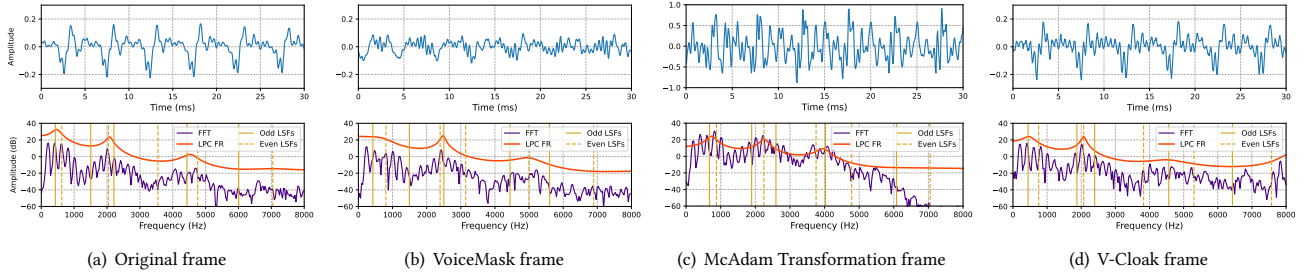 Amplitude
0.2
0.0
−0.2
0 5 10 15 20 25 30
Time (ms)
Amplitude (dB)
40
20
0
−20
−40
−60
FFT
LPC FR
Odd LSFs
Even LSFs
0 1000 2000 3000 4000 5000 6000 7000 8000
Frequency (Hz)
(a) Original frame
0.2
0.0
−0.2
0 5 10 15 20 25 30
Time (ms)
40
20
0
−20
−40
−60
FFT
LPC FR
Odd LSFs
Even LSFs
0 1000 2000 3000 4000 5000 6000 7000 8000
Frequency (Hz)
(b) VoiceMask frame
1.0
0.5
0.0
−0.5
−1.0
0 5 10 15 20 25 30
Time (ms)
40
20
0
−20
−40
−60
FFT
LPC FR
Odd LSFs
Even LSFs
0 1000 2000 3000 4000 5000 6000 7000 8000
Frequency (Hz)
(c) McAdam Transformation frame
0.2
0.0
−0.2
0 5 10 15 20 25 30
Time (ms)
40
20
0
−20
−40
−60
FFT
LPC FR
Odd LSFs
Even LSFs
0 1000 2000 3000 4000 5000 6000 7000 8000
Frequency (Hz)
(d) V-Cloak frame